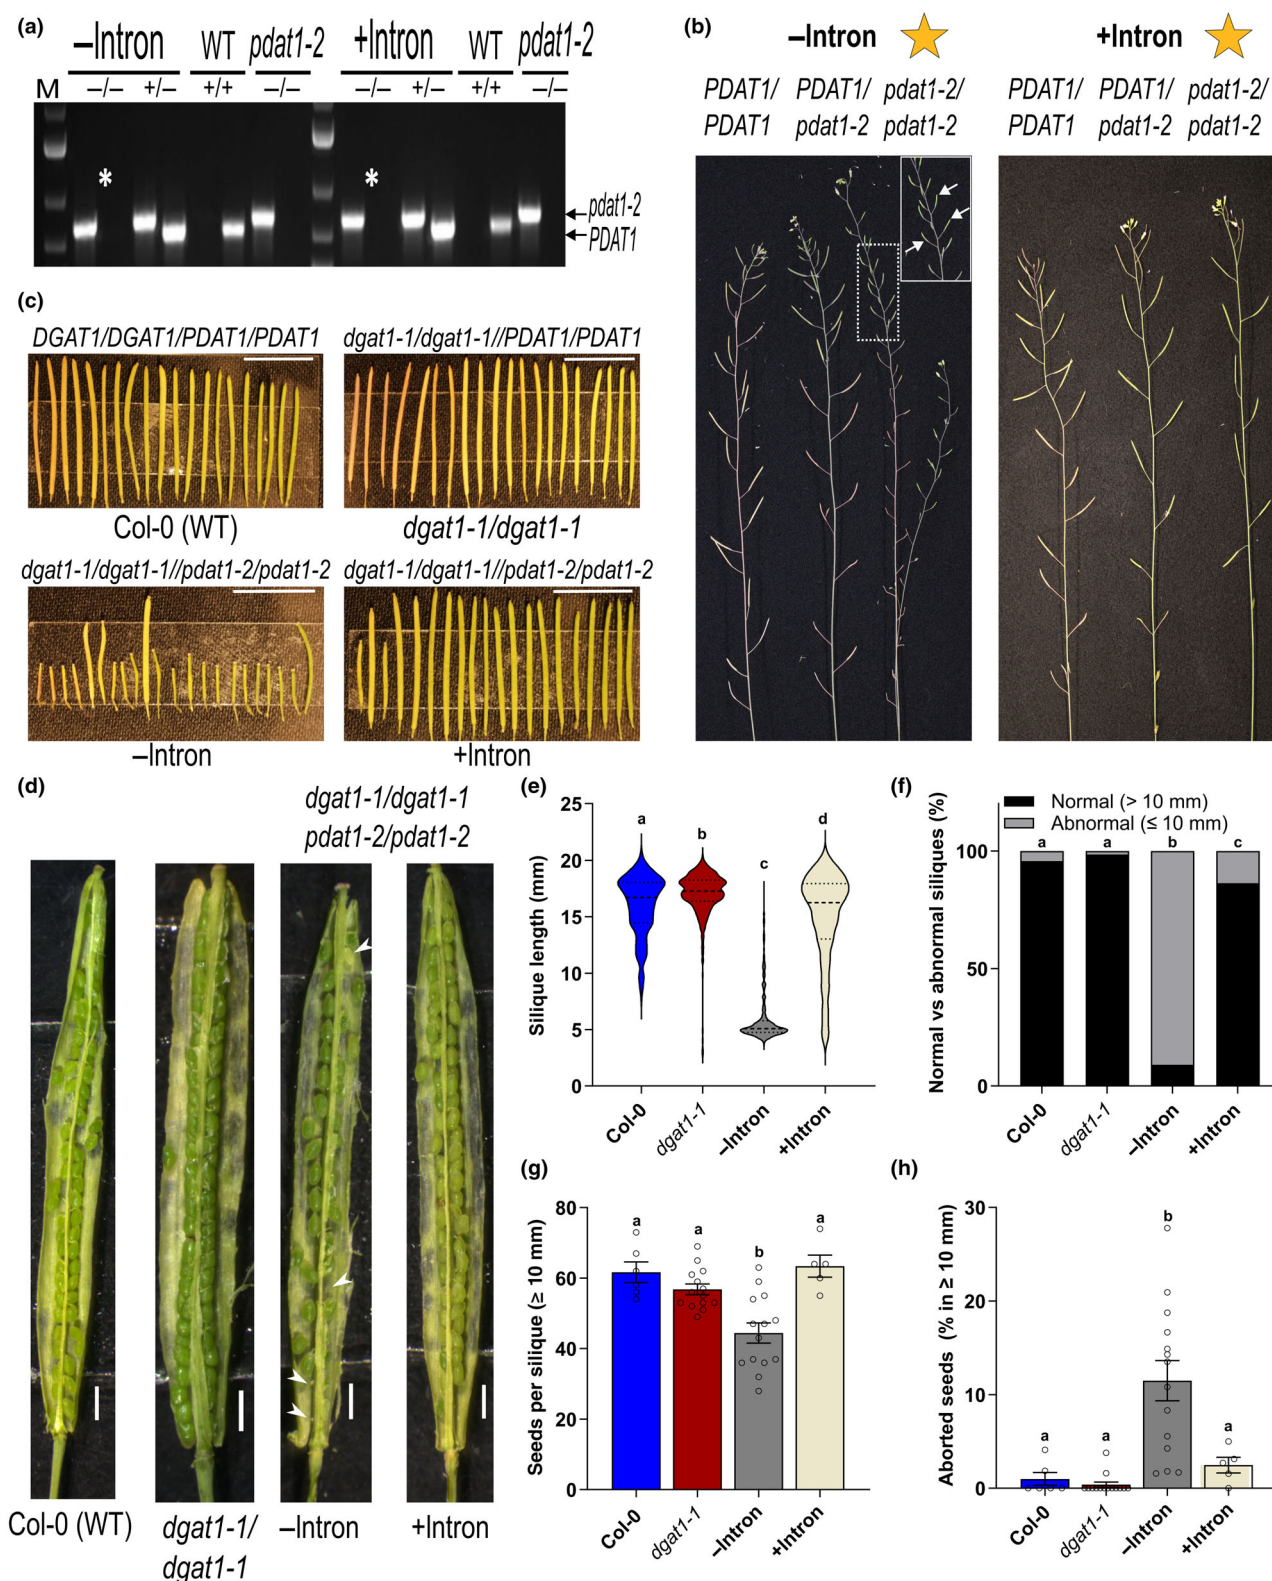 (a)
–Intron WT pdat1-2 +Intron WT pdat1-2
M –/– +/– +/+ –/– –/– +/– +/+ –/–
* *
pdat1-2
PDAT1
(b)
–Intron +Intron
PDAT1/ PDAT1/ pdat1-2/ PDAT1/ PDAT1/ pdat1-2/
PDAT1 pdat1-2 pdat1-2 PDAT1 pdat1-2 pdat1-2
(c)
DGAT1/DGAT1/PDAT1/PDAT1 dgat1-1/dgat1-1//PDAT1/PDAT1
Col-0 (WT) dgat1-1/dgat1-1
dgat1-1/dgat1-1//pdat1-2/pdat1-2 dgat1-1/dgat1-1//pdat1-2/pdat1-2
–Intron +Intron
(d)
dgat1-1/dgat1-1
pdat1-2/pdat1-2
Col-0 (WT) dgat1-1/ –Intron +Intron
dgat1-1
(e)
Silique length (mm)
25
20
15
10
5
0
a b c d
Col-0 dgat1-1 –Intron +Intron
(f)
Normal vs abnormal siliques (%)
Normal (> 10 mm)
Abnormal (≤ 10 mm)
100
50
0
a a b c
Col-0 dgat1-1 –Intron +Intron
(g)
Seeds per silique (≥ 10 mm)
80
60
40
20
0
a a b a
Col-0 dgat1-1 –Intron +Intron
(h)
Aborted seeds (% in ≥ 10 mm)
30
20
10
0
a a b a
Col-0 dgat1-1 –Intron +Intron